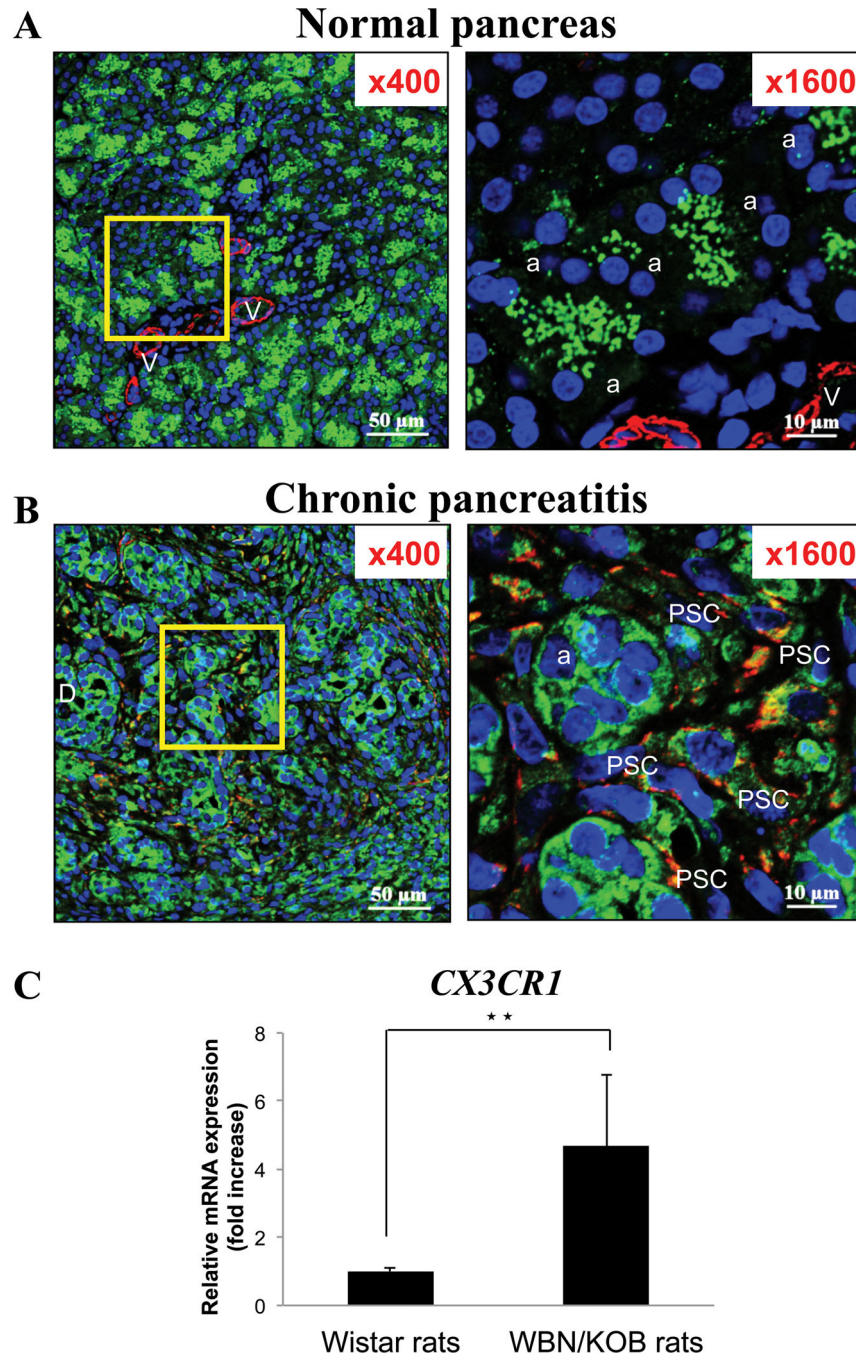 A
Normal pancreas
x400
V
V
50 µm
x1600
a
a
a
a
a
V
10 µm
B
Chronic pancreatitis
x400
D
50 µm
x1600
PSC
PSC
a
PSC
PSC
PSC
10 µm
C
CX3CR1
★ ★
Relative mRNA expression
(fold increase)
8
6
4
2
0
Wistar rats
WBN/KOB rats